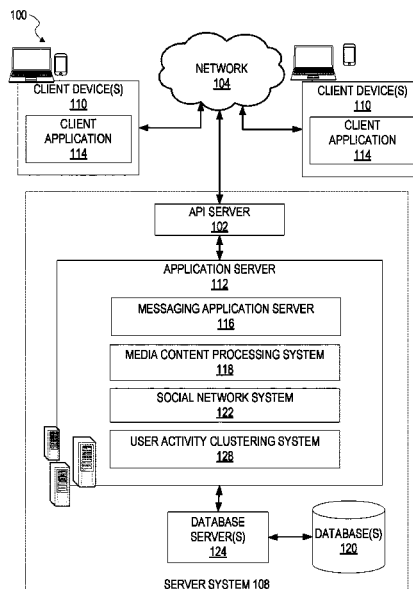 100
NETWORK
104
CLIENT DEVICE(S)
110
CLIENT
APPLICATION
114
CLIENT DEVICE(S)
110
CLIENT
APPLICATION
114
API SERVER
102
APPLICATION SERVER
112
MESSAGING APPLICATION SERVER
116
MEDIA CONTENT PROCESSING SYSTEM
118
SOCIAL NETWORK SYSTEM
122
USER ACTIVITY CLUSTERING SYSTEM
128
DATABASE
SERVER(S)
124
DATABASE(S)
120
SERVER SYSTEM 108